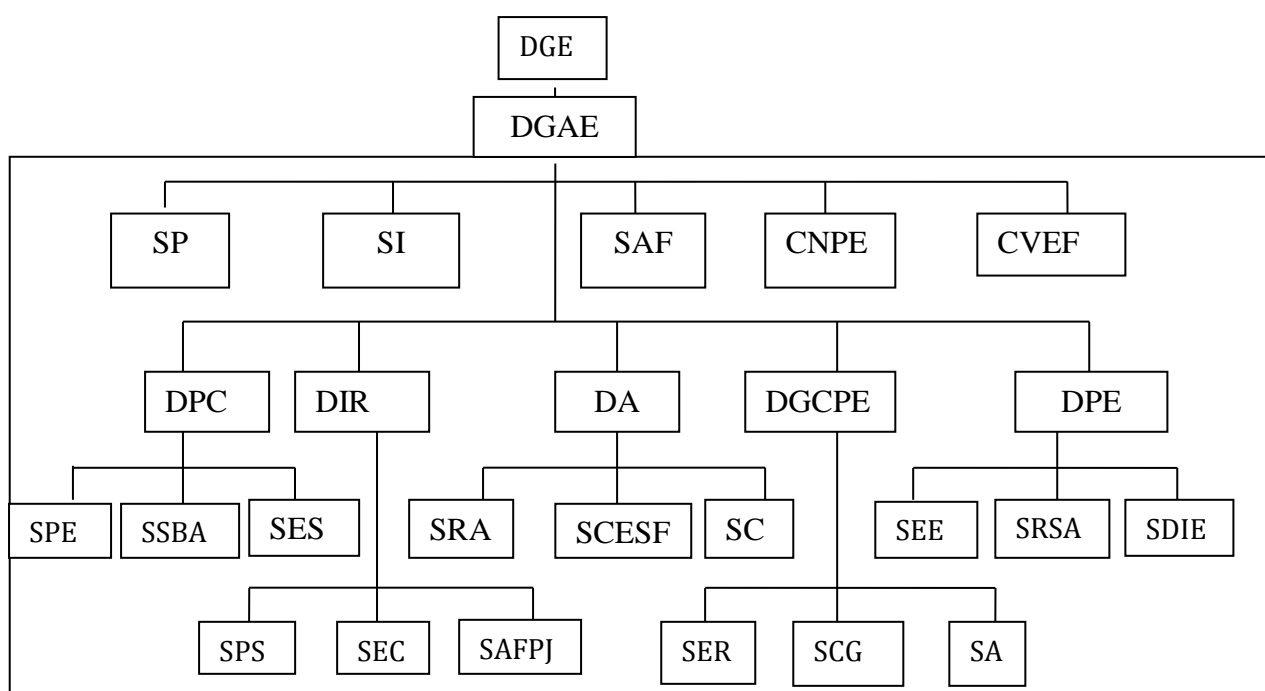 DGE
DGAE
SP SI SAF CNPE CVEF
DPC DIR DA DGCPE DPE
SPE SSBA SES SRA SCESF SC SEE SRSA SDIE
SPS SEC SAFPJ SER SCG SA